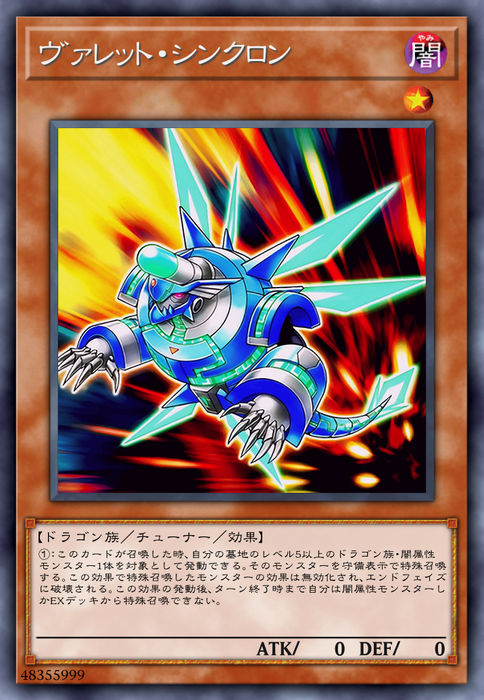 ヴァレット・シンクロン
やみ
闇
【ドラゴン族／チューナー／効果】
①：このカードが召喚した時、自分の墓地のレベル5以上のドラゴン族・闇属性
モンスター1体を対象として発動できる。そのモンスターを守備表示で特殊召喚
する。この効果で特殊召喚したモンスターの効果は無効化され、エンドフェイズ
に破壊される。この効果の発動後、ターン終了時まで自分は闇属性モンスターし
かEXデッキから特殊召喚できない。
ATK/ 0 DEF/ 0
48355999